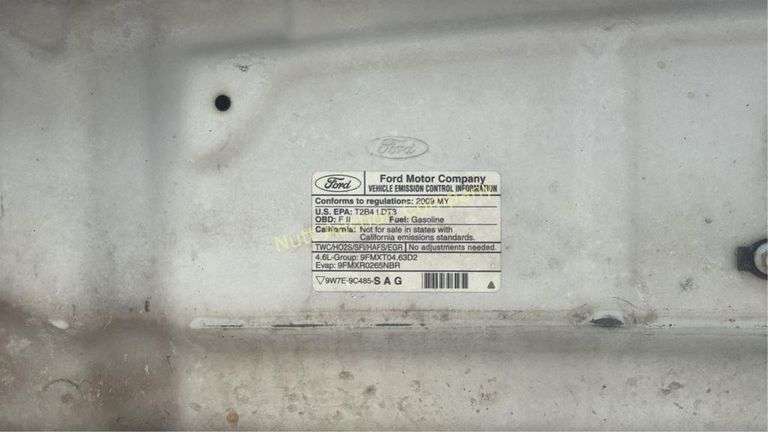 Ford
Ford
Ford Motor Company
VEHICLE EMISSION CONTROL INFORMATION
Conforms to regulations: 2009 MY
U.S. EPA: T2B4 LDT3
OBD: F II Fuel: Gasoline
California: Not for sale in states with
California emissions standards.
TWC/HO2S/SFI/HAFS/EGR No adjustments needed.
4.6L-Group: 9FMXT04.63D2
Evap: 9FMXR0265NBR
9W7E-9C485-SAG